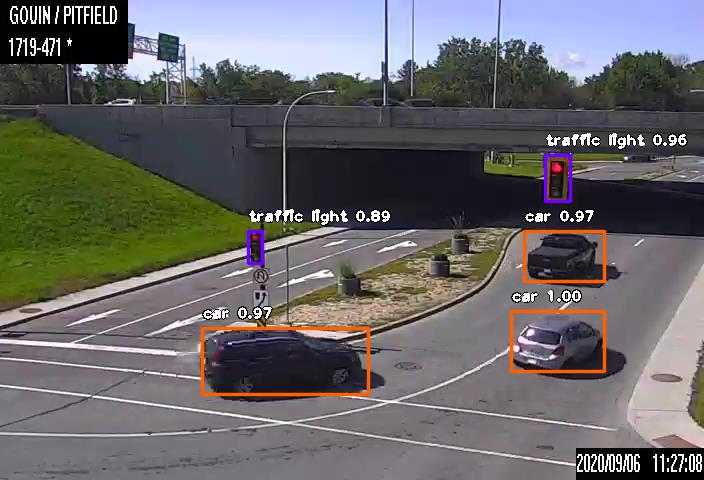 GOUIN / PITFIELD
1719-471 *
traffic light 0.96
traffic light 0.89
car 0.97
car 1.00
car 0.97
2020/09/06 11:27:08